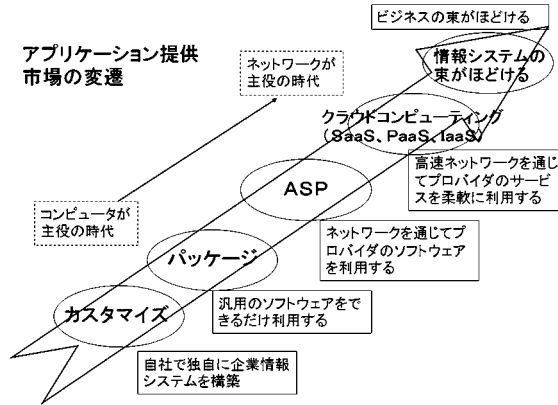 ビジネスの束がほどける
アプリケーション提供
市場の変遷
ネットワークが
主役の時代
情報システムの
束がほどける
クラウドコンピューティング
(SaaS、PaaS、IaaS)
高速ネットワークを通じ
てプロバイダのサービ
スを柔軟に利用する
ASP
コンピュータが
主役の時代
ネットワークを通じてプ
ロバイダのソフトウェア
を利用する
パッケージ
汎用のソフトウェアをで
きるだけ利用する
カスタマイズ
自社で独自に企業情報
システムを構築